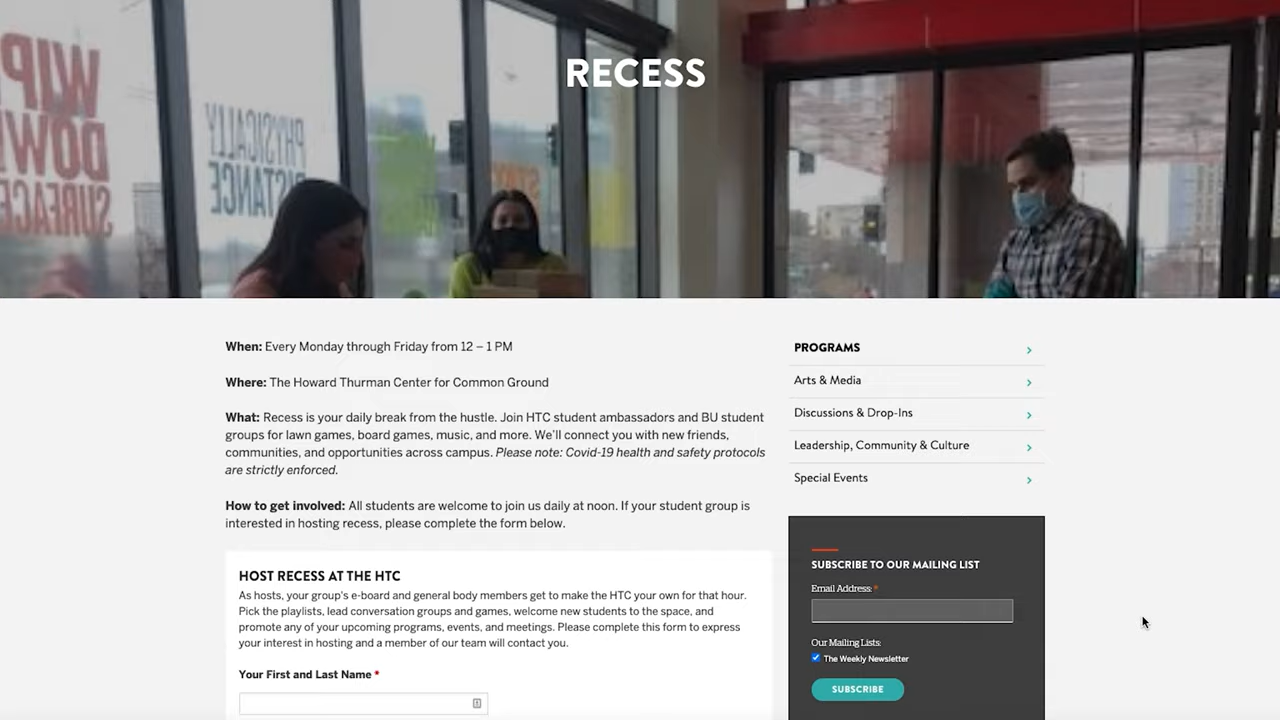 RECESS
WIPE
DOWN
SURFACES
PHYSICALLY
DISTANCE
When: Every Monday through Friday from 12 – 1 PM
Where: The Howard Thurman Center for Common Ground
What: Recess is your daily break from the hustle. Join HTC student ambassadors and BU student
groups for lawn games, board games, music, and more. We'll connect you with new friends,
communities, and opportunities across campus. Please note: Covid-19 health and safety protocols
are strictly enforced.
How to get involved: All students are welcome to join us daily at noon. If your student group is
interested in hosting recess, please complete the form below.
HOST RECESS AT THE HTC
As hosts, your group's e-board and general body members get to make the HTC your own for that hour.
Pick the playlists, lead conversation groups and games, welcome new students to the space, and
promote any of your upcoming programs, events, and meetings. Please complete this form to express
your interest in hosting and a member of our team will contact you.
Your First and Last Name *
PROGRAMS
Arts & Media
Discussions & Drop-Ins
Leadership, Community & Culture
Special Events
SUBSCRIBE TO OUR MAILING LIST
Email Address: *
Our Mailing Lists:
The Weekly Newsletter
SUBSCRIBE